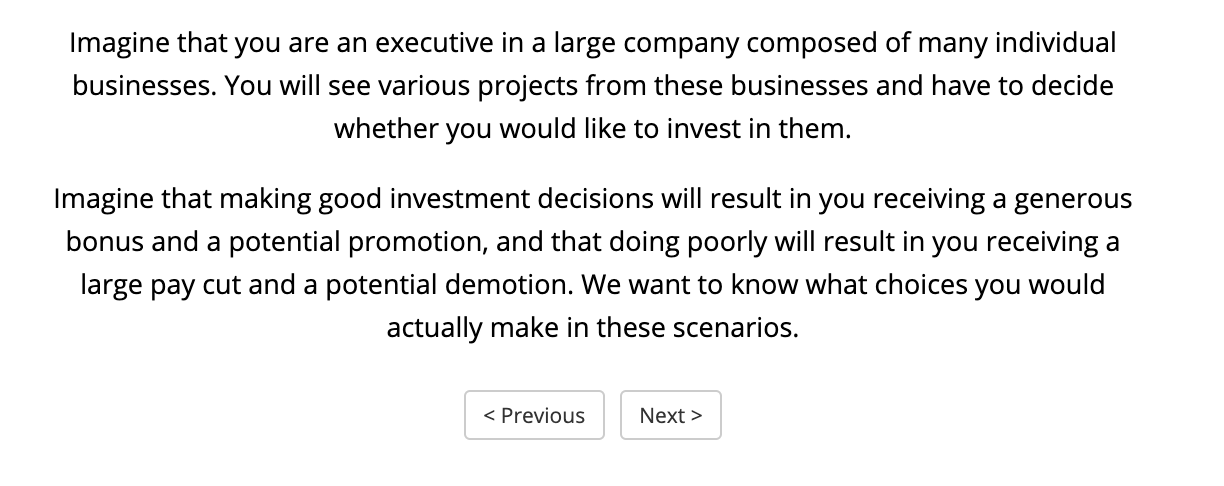 Imagine that you are an executive in a large company composed of many individual
businesses. You will see various projects from these businesses and have to decide
whether you would like to invest in them.
Imagine that making good investment decisions will result in you receiving a generous
bonus and a potential promotion, and that doing poorly will result in you receiving a
large pay cut and a potential demotion. We want to know what choices you would
actually make in these scenarios.
< Previous
Next >